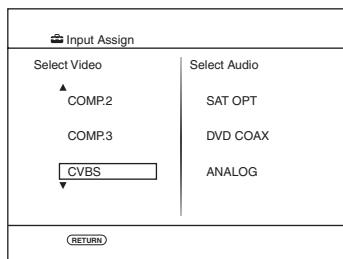 Input Assign
Select Video
Select Audio
COMP.2
SAT OPT
COMP.3
DVD COAX
CVBS
ANALOG
RETURN